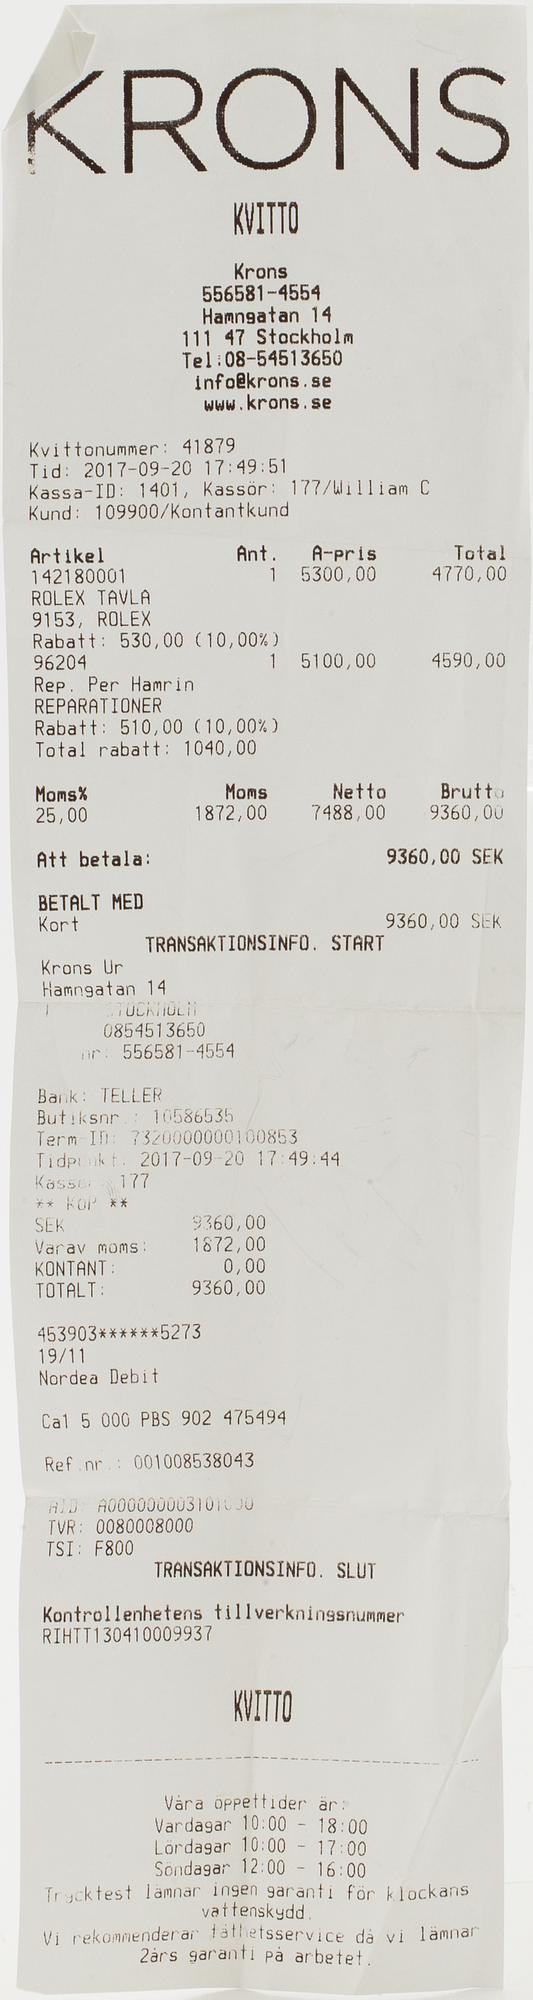 KRONS
KVITTO
Krons
556581-4554
Hamngatan 14
111 47 Stockholm
Tel:08-54513650
info@krons.se
www.krons.se
Kvittonummer: 41879
Tid: 2017-09-20 17:49:51
Kassa-ID: 1401, Kassör: 177/William C
Kund: 109900/Kontantkund
Artikel Ant. A-pris Total
142180001 1 5300,00 4770,00
ROLEX TAVLA
9153, ROLEX
Rabatt: 530,00 (10,00%)
96204 1 5100,00 4590,00
Rep. Per Hamrin
REPARATIONER
Rabatt: 510,00 (10,00%)
Total rabatt: 1040,00
Moms% Moms Netto Brutto
25,00 1872,00 7488,00 9360,00
Att betala: 9360,00 SEK
BETALT MED
Kort 9360,00 SEK
TRANSAKTIONSINFO. START
Krons Ur
Hamngatan 14
STOCKHOLM
0854513650
nr: 556581-4554
Bank: TELLER
Butiksnr.: 10586535
Term-ID: 7320000000100853
Tidpunkt: 2017-09-20 17:49:44
Kassa: 177
** KÖP **
SEK 9360,00
Varav moms: 1872,00
KONTANT: 0,00
TOTALT: 9360,00
453903******5273
19/11
Nordea Debit
Ca1 5 000 PBS 902 475494
Ref.nr.: 001008538043
AID: A0000000031010
TVR: 0080008000
TSI: F800
TRANSAKTIONSINFO. SLUT
Kontrollenhetens tillverkningsnummer
RIHTT130410009937
KVITTO
Våra öppettider är:
Vardagar 10:00 - 18:00
Lördagar 10:00 - 17:00
Söndagar 12:00 - 16:00
Trycktest lämnar ingen garanti för klockans
vattenskydd.
Vi rekommenderar täthetsservice då vi lämnar
2års garanti på arbetet.